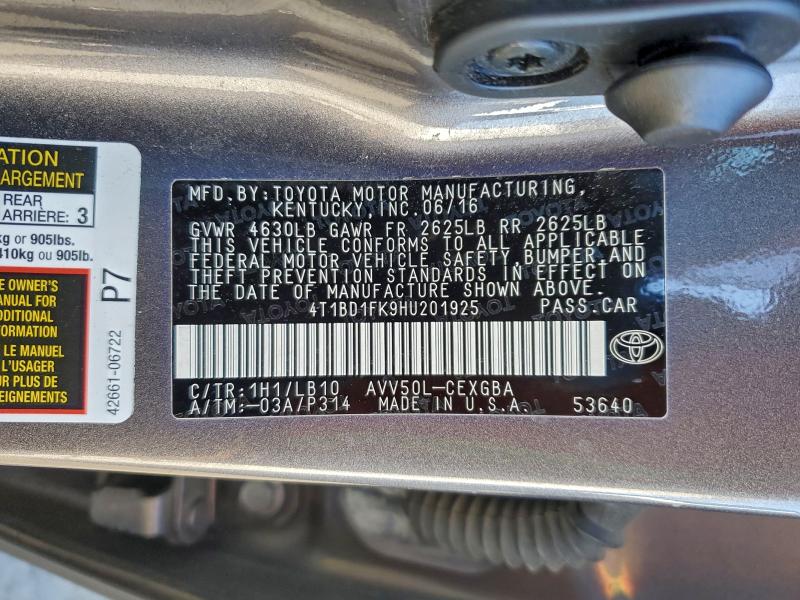 ATION
ARGEMENT
REAR
ARRIÈRE: 3
kg or 905lbs.
410kg ou 905lb.
E OWNER'S
ANUAL FOR
DDITIONAL
FORMATION
LE MANUEL
L'USAGER
UR PLUS DE
EIGNEMENTS
P7
42661-06722
MFD.BY:TOYOTA MOTOR MANUFACTURING,
KENTUCKY,INC.06/16
GVWR 4630LB GAWR FR 2625LB RR 2625LB
THIS VEHICLE CONFORMS TO ALL APPLICABLE
FEDERAL MOTOR VEHICLE SAFETY,BUMPER,AND
THEFT PREVENTION STANDARDS IN EFFECT ON
THE DATE OF MANUFACTURE SHOWN ABOVE.
4T1BD1FK9HU201925 PASS.CAR
C/TR:1H1/LB10 AVV50L-CEXGBA
A/TM:-03A/P314 MADE IN U.S.A. 53640